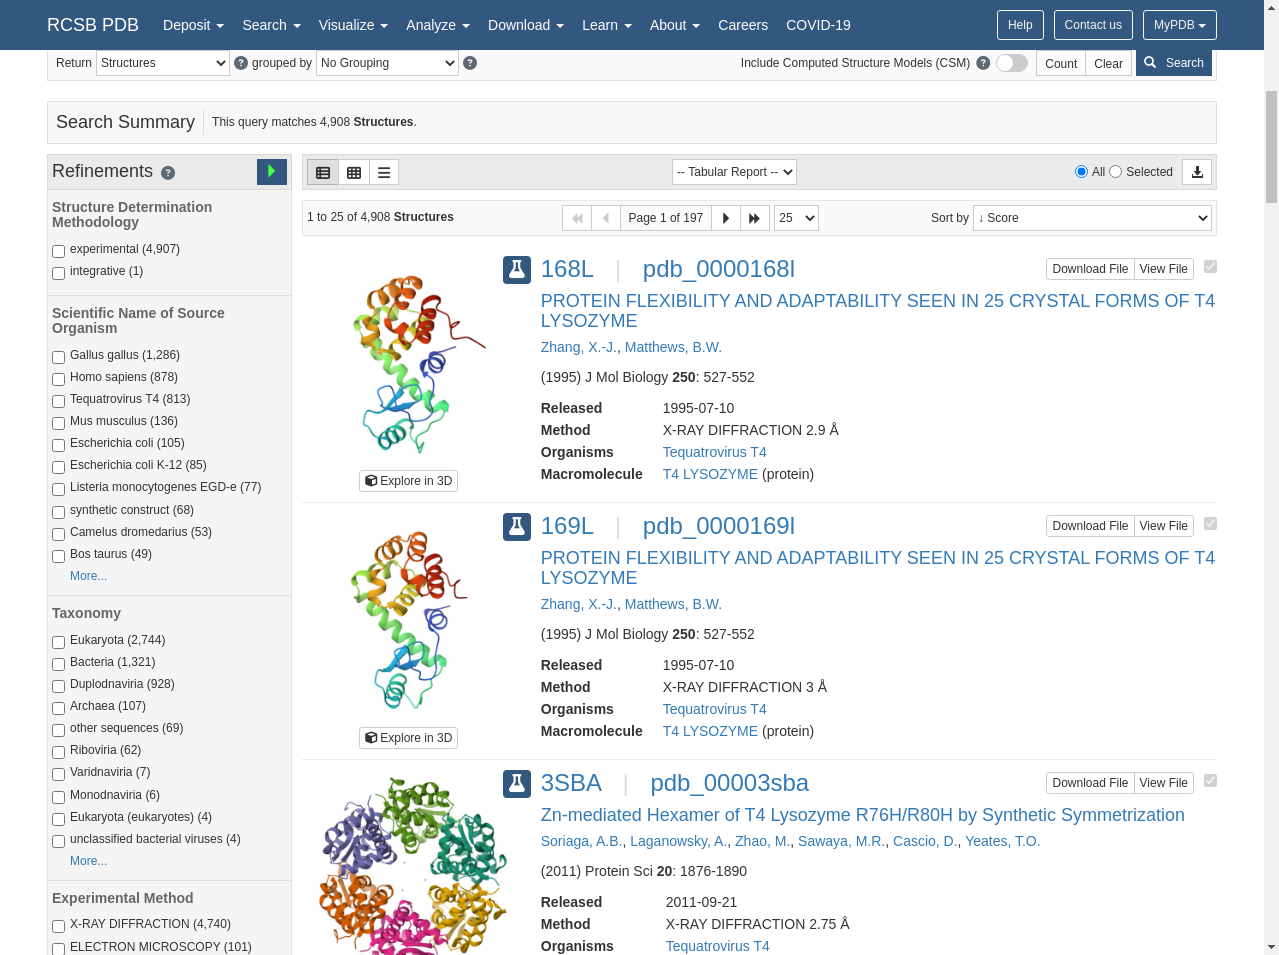 RCSB PDB Deposit Search Visualize Analyze Download Learn About Careers COVID-19 Help Contact us MyPDB
Return Structures grouped by No Grouping Include Computed Structure Models (CSM) Count Clear Search
Search Summary This query matches 4,908 Structures.
Refinements
Structure Determination
Methodology
experimental (4,907)
integrative (1)
Scientific Name of Source
Organism
Gallus gallus (1,286)
Homo sapiens (878)
Tequatrovirus T4 (813)
Mus musculus (136)
Escherichia coli (105)
Escherichia coli K-12 (85)
Listeria monocytogenes EGD-e (77)
synthetic construct (68)
Camelus dromedarius (53)
Bos taurus (49)
More...
Taxonomy
Eukaryota (2,744)
Bacteria (1,321)
Duplodnaviria (928)
Archaea (107)
other sequences (69)
Riboviria (62)
Varidnaviria (7)
Monodnaviria (6)
Eukaryota (eukaryotes) (4)
unclassified bacterial viruses (4)
More...
Experimental Method
X-RAY DIFFRACTION (4,740)
ELECTRON MICROSCOPY (101)
-- Tabular Report -- All Selected
1 to 25 of 4,908 Structures Page 1 of 197 25 Sort by ↓ Score
168L | pdb_0000168l Download File View File
PROTEIN FLEXIBILITY AND ADAPTABILITY SEEN IN 25 CRYSTAL FORMS OF T4
LYSOZYME
Zhang, X.-J., Matthews, B.W.
(1995) J Mol Biology 250: 527-552
Released 1995-07-10
Method X-RAY DIFFRACTION 2.9 Å
Organisms Tequatrovirus T4
Macromolecule T4 LYSOZYME (protein)
Explore in 3D
169L | pdb_0000169l Download File View File
PROTEIN FLEXIBILITY AND ADAPTABILITY SEEN IN 25 CRYSTAL FORMS OF T4
LYSOZYME
Zhang, X.-J., Matthews, B.W.
(1995) J Mol Biology 250: 527-552
Released 1995-07-10
Method X-RAY DIFFRACTION 3 Å
Organisms Tequatrovirus T4
Macromolecule T4 LYSOZYME (protein)
Explore in 3D
3SBA | pdb_00003sba Download File View File
Zn-mediated Hexamer of T4 Lysozyme R76H/R80H by Synthetic Symmetrization
Soriaga, A.B., Laganowsky, A., Zhao, M., Sawaya, M.R., Cascio, D., Yeates, T.O.
(2011) Protein Sci 20: 1876-1890
Released 2011-09-21
Method X-RAY DIFFRACTION 2.75 Å
Organisms Tequatrovirus T4